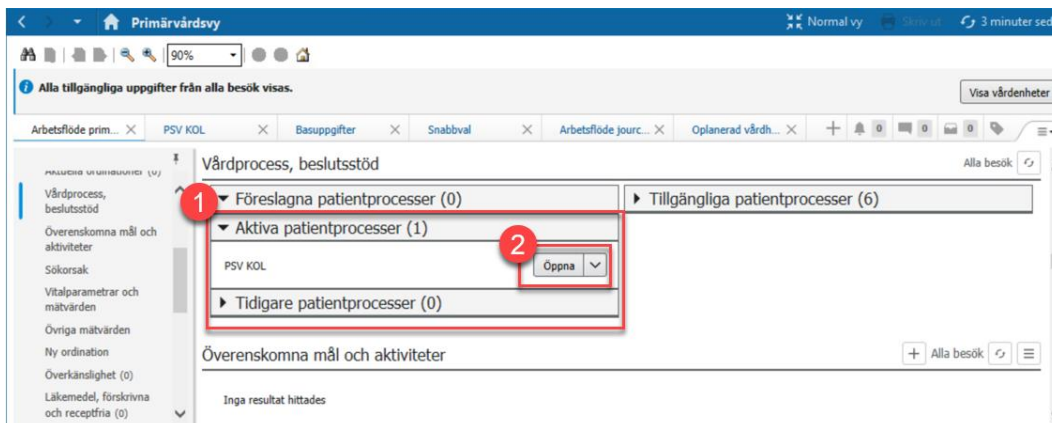 Primärvårdsvy
Normal vy
Skriv ut
3 minuter sed
90%
Alla tillgängliga uppgifter från alla besök visas.
Visa vårdenheter
Arbetsflöde prim...
PSV KOL
Basuppgifter
Snabbval
Arbetsflöde jourc...
Oplanerad vårdh...
0
0
0
Aktuella ordinationer (0)
Vårdprocess,
beslutsstöd
Överenskomna mål och
aktiviteter
Sökorsak
Vitalparametrar och
mätvärden
Övriga mätvärden
Ny ordination
Överkänslighet (0)
Läkemedel, förskrivna
och receptfria (0)
Vårdprocess, beslutsstöd
Alla besök
1
Föreslagna patientprocesser (0)
Tillgängliga patientprocesser (6)
Aktiva patientprocesser (1)
2
PSV KOL
Öppna
Tidigare patientprocesser (0)
Överenskomna mål och aktiviteter
Alla besök
Inga resultat hittades